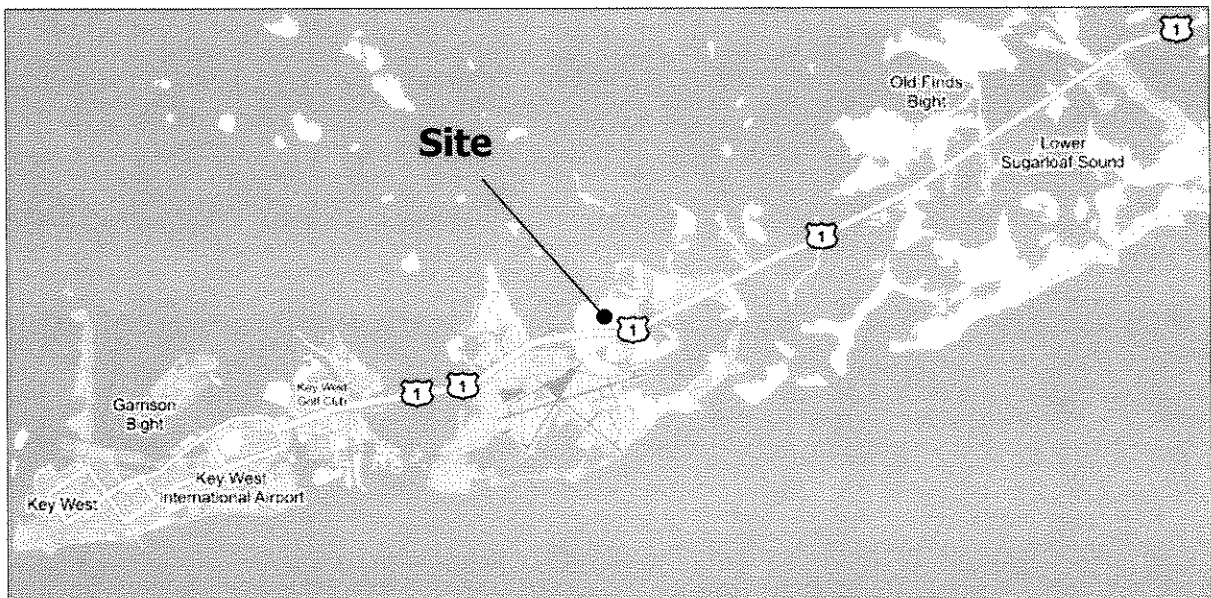 1
Old Finds
Bight
Site
Lower
Sugarloaf Sound
1
1
Key West
Golf Club
1
1
Garrison
Bight
Key West
International Airport
Key West